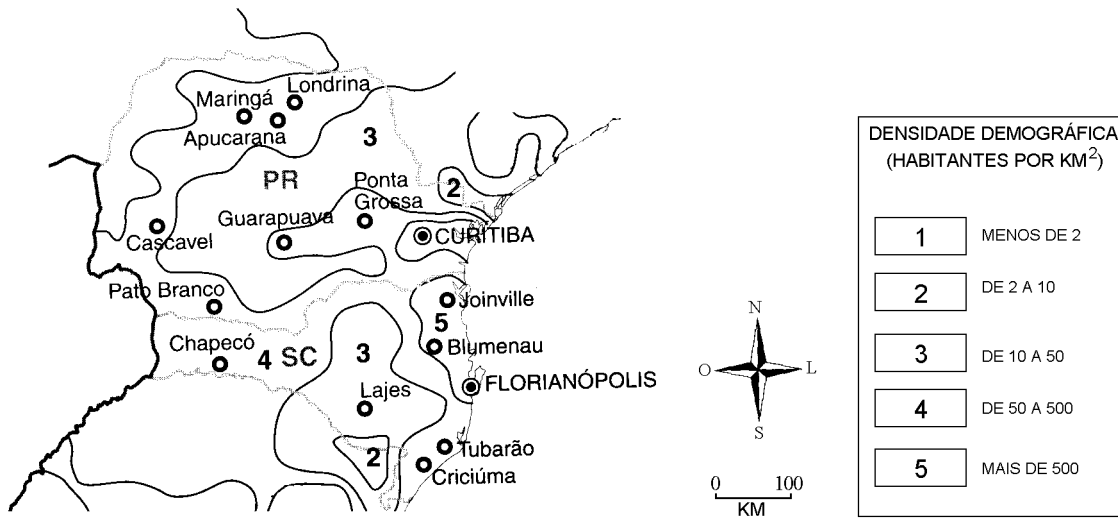 Londrina
Maringá
Apucarana
3
PR
Ponta
Grossa
2
Guarapuava
CURITIBA
Cascavel
Pato Branco
Joinville
5
Chapecó
4 SC
3
Blumenau
Lajes
FLORIANÓPOLIS
2
Tubarão
Criciúma
N
O
L
S
0 100
KM
DENSIDADE DEMOGRÁFICA
(HABITANTES POR KM²)
1 MENOS DE 2
2 DE 2 A 10
3 DE 10 A 50
4 DE 50 A 500
5 MAIS DE 500